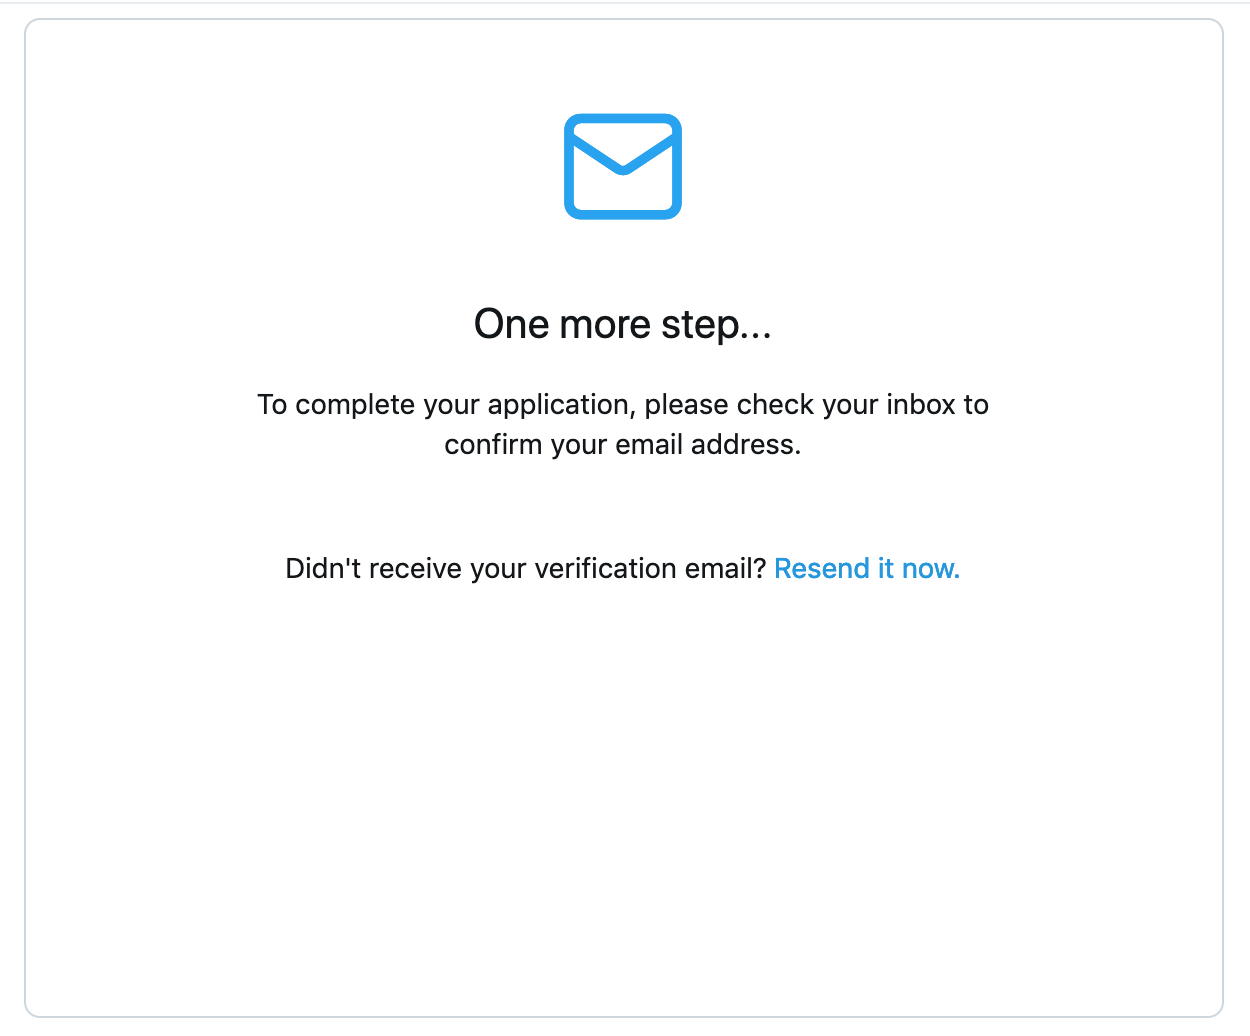 One more step...
To complete your application, please check your inbox to
confirm your email address.
Didn't receive your verification email? Resend it now.